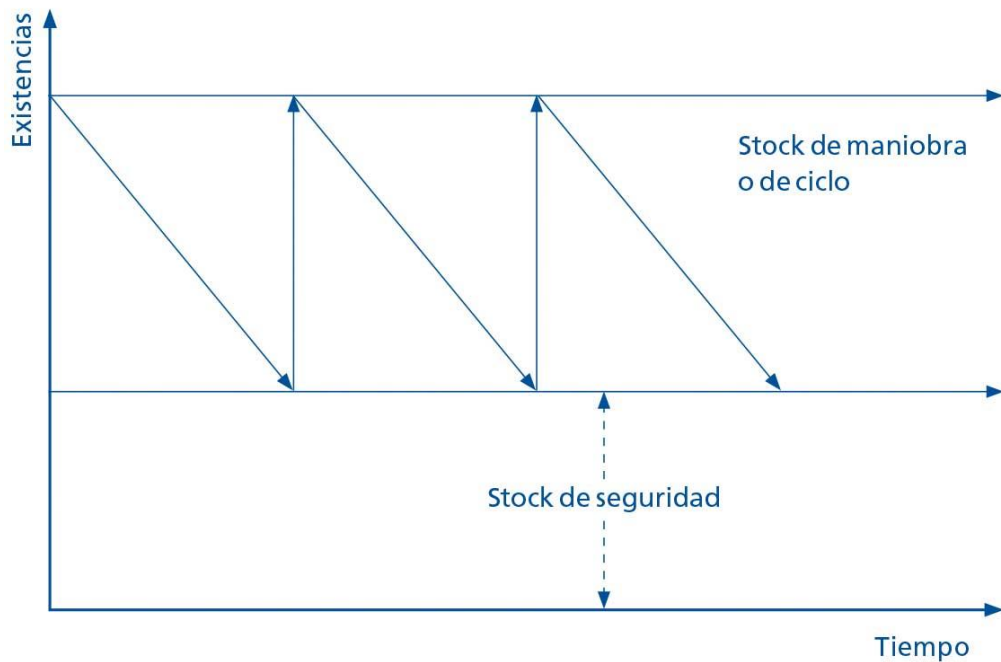 Existencias
Stock de maniobra
o de ciclo
Stock de seguridad
Tiempo